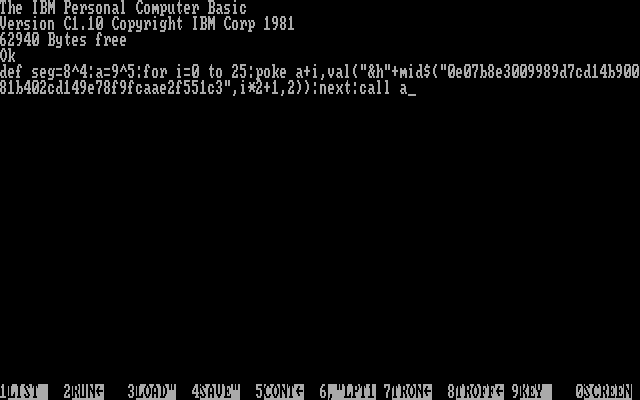 The IBM Personal Computer Basic
Version C1.10 Copyright IBM Corp 1981
62940 Bytes free
Ok
def seg=8^4:a=9^5:for i=0 to 25:poke a+i,val("&h"+mid$("0e07b8e3009989d7cd14b900
81b402cd149e78f9fcaae2f551c3",i*2+1,2)):next:call a_
1LIST 2RUN← 3LOAD" 4SAVE" 5CONT← 6,"LPT1 7TRON← 8TROFF← 9KEY 0SCREEN